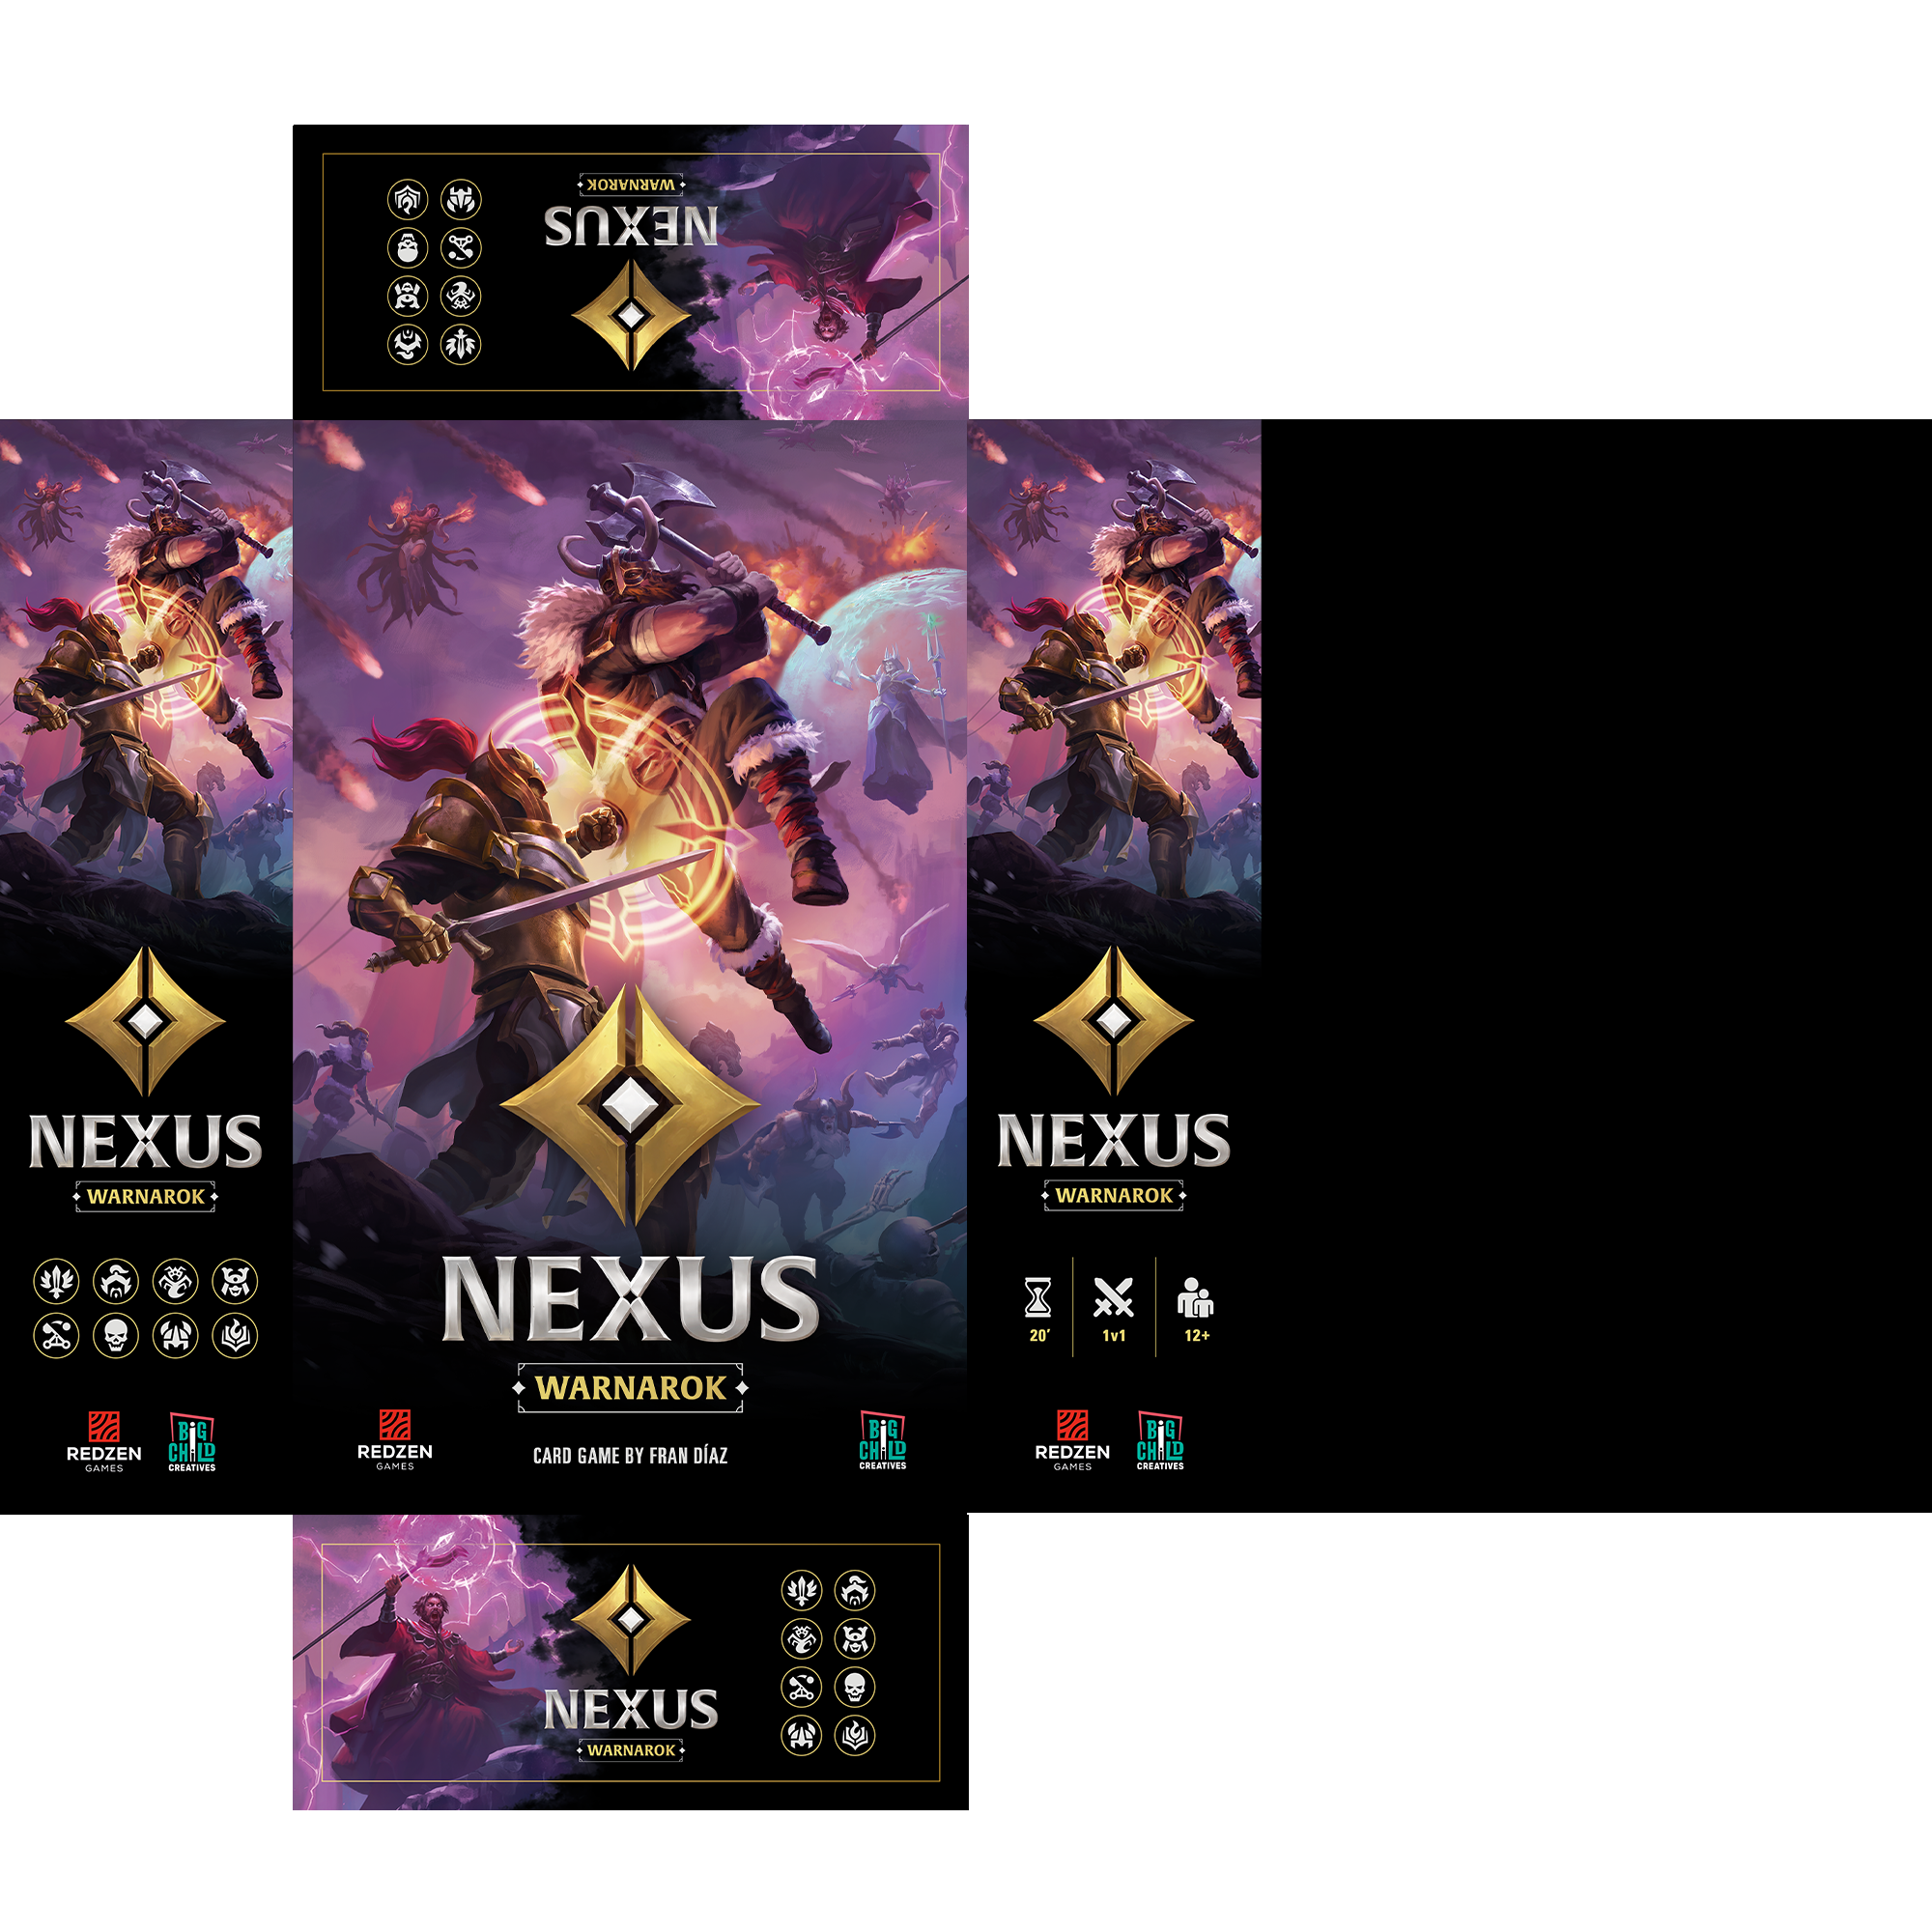 WARNAROK
NEXUS
NEXUS
WARNAROK
REDZEN
GAMES
BIG
CHILD
CREATIVES
NEXUS
WARNAROK
REDZEN
GAMES
CARD GAME BY FRAN DÍAZ
BIG
CHILD
CREATIVES
NEXUS
WARNAROK
20’
1v1
12+
REDZEN
GAMES
BIG
CHILD
CREATIVES
NEXUS
WARNAROK